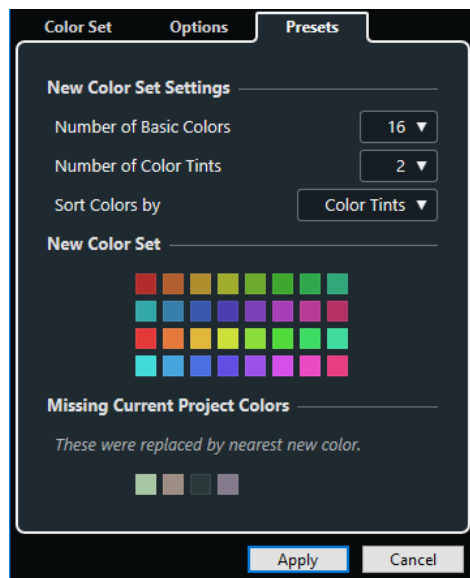 Color Set Options Presets
New Color Set Settings
Number of Basic Colors 16
Number of Color Tints 2
Sort Colors by Color Tints
New Color Set
Missing Current Project Colors
These were replaced by nearest new color.
Apply Cancel